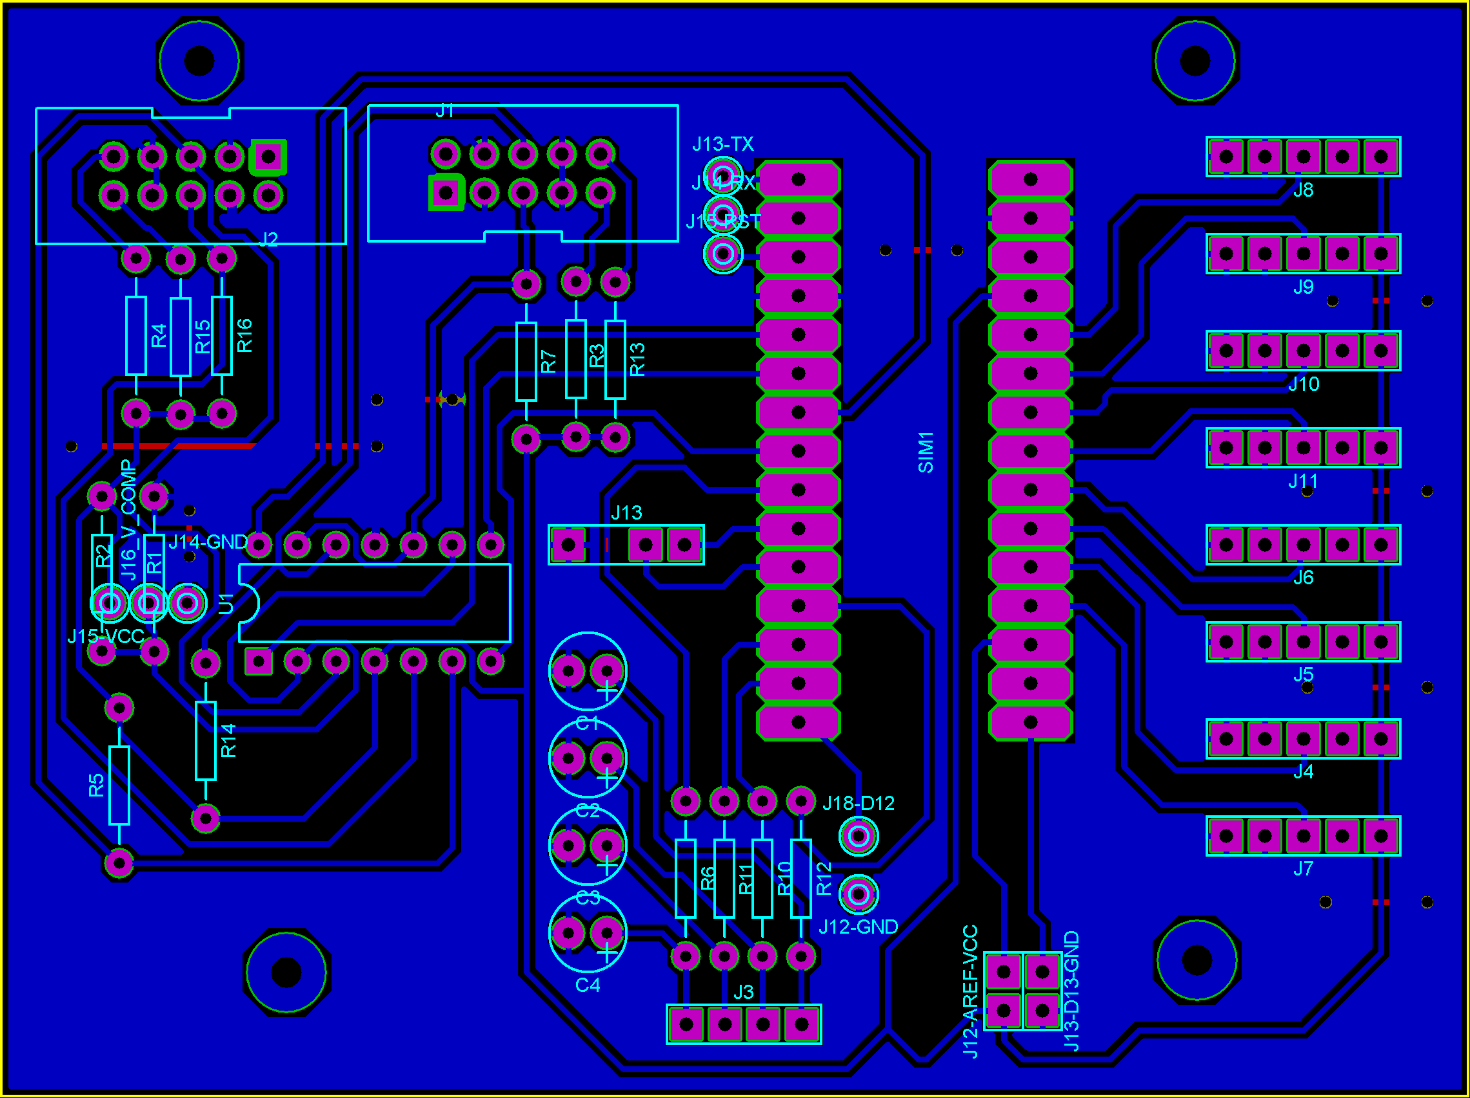 J1
J13-TX
J14-RX
J15-RST
J8
J2
J9
R4
R15
R16
R7
R3
R13
J10
SIM1
J11
J16_V_COMP
J13
J14-GND
R2
R1
U1
J6
J15-VCC
J5
C1
R14
R5
J4
C2
J18-D12
R6
R11
R10
R12
J7
C3
J12-GND
J12-AREF-VCC
J13-D13-GND
C4
J3